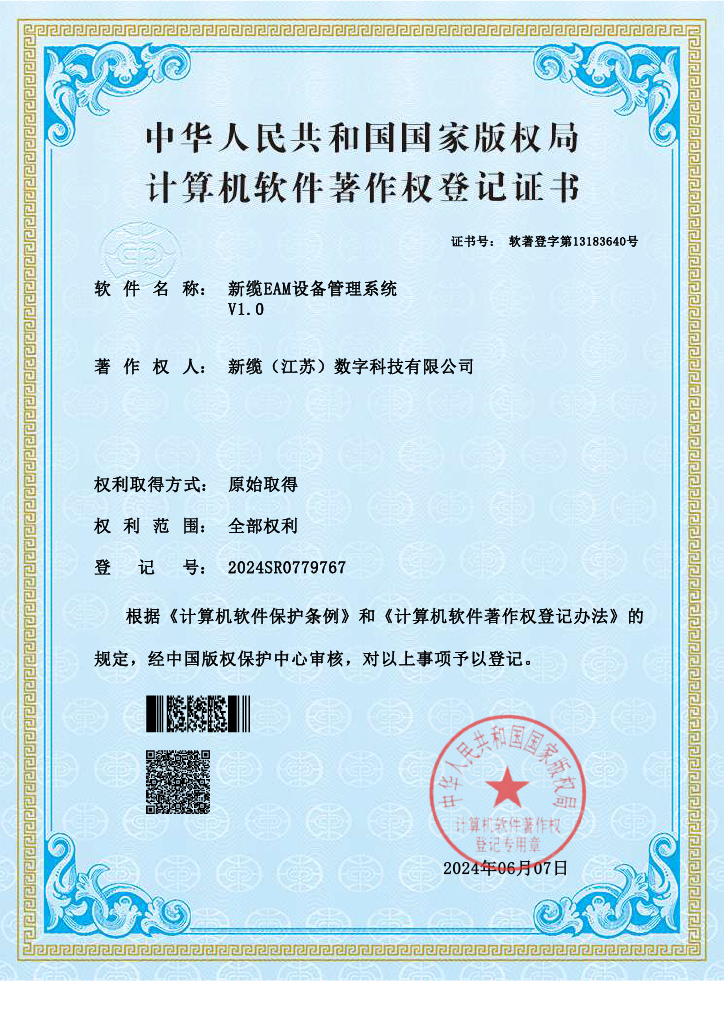 中华人民共和国国家版权局
计算机软件著作权登记证书
证书号： 软著登字第13183640号
软件名称： 新缆EAM设备管理系统
V1.0
著作权人： 新缆（江苏）数字科技有限公司
权利取得方式： 原始取得
权利范围： 全部权利
登记号： 2024SR0779767
根据《计算机软件保护条例》和《计算机软件著作权登记办法》的
规定，经中国版权保护中心审核，对以上事项予以登记。
中华人民共和国国家版权局
计算机软件著作权
登记专用章
2024年06月07日